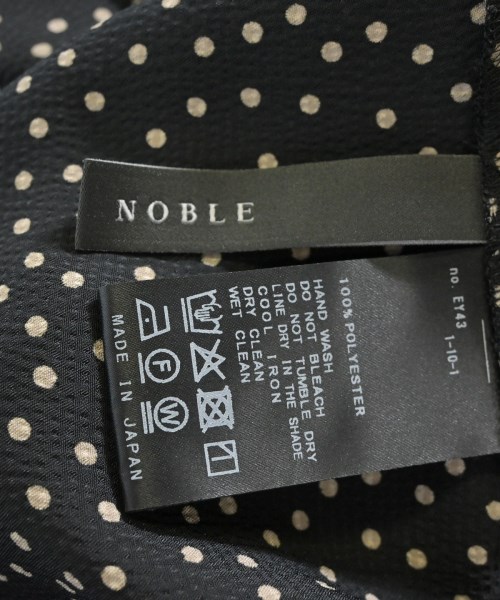 NOBLE
no. EY43
1-10-1
100% POLYESTER
HAND WASH
DO NOT BLEACH
DO NOT TUMBLE DRY
LINE DRY IN THE SHADE
COOL IRON
DRY CLEAN
WET CLEAN
F
W
MADE IN JAPAN